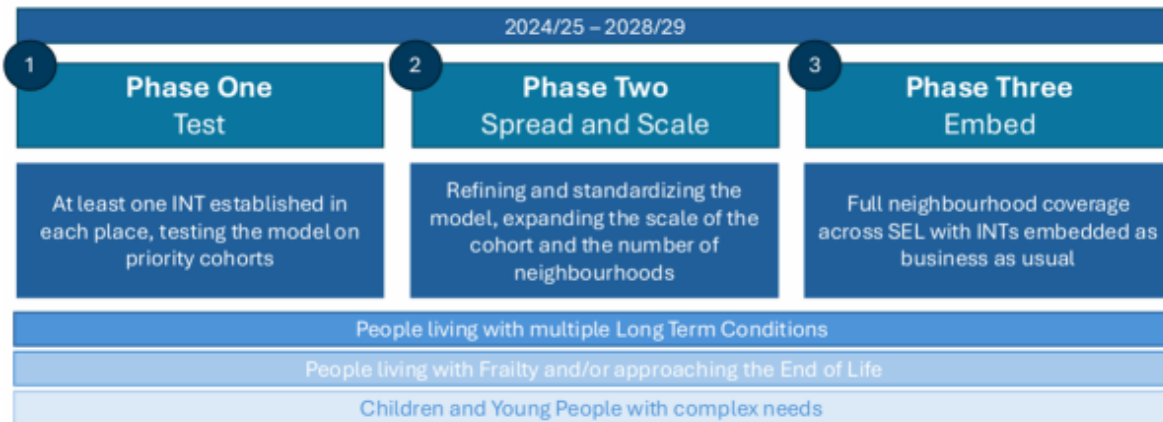 2024/25 – 2028/29
1
Phase One
Test
At least one INT established in
each place, testing the model on
priority cohorts
2
Phase Two
Spread and Scale
Refining and standardizing the
model, expanding the scale of the
cohort and the number of
neighbourhoods
3
Phase Three
Embed
Full neighbourhood coverage
across SEL with INTs embedded as
business as usual
People living with multiple Long Term Conditions
People living with Frailty and/or approaching the End of Life
Children and Young People with complex needs